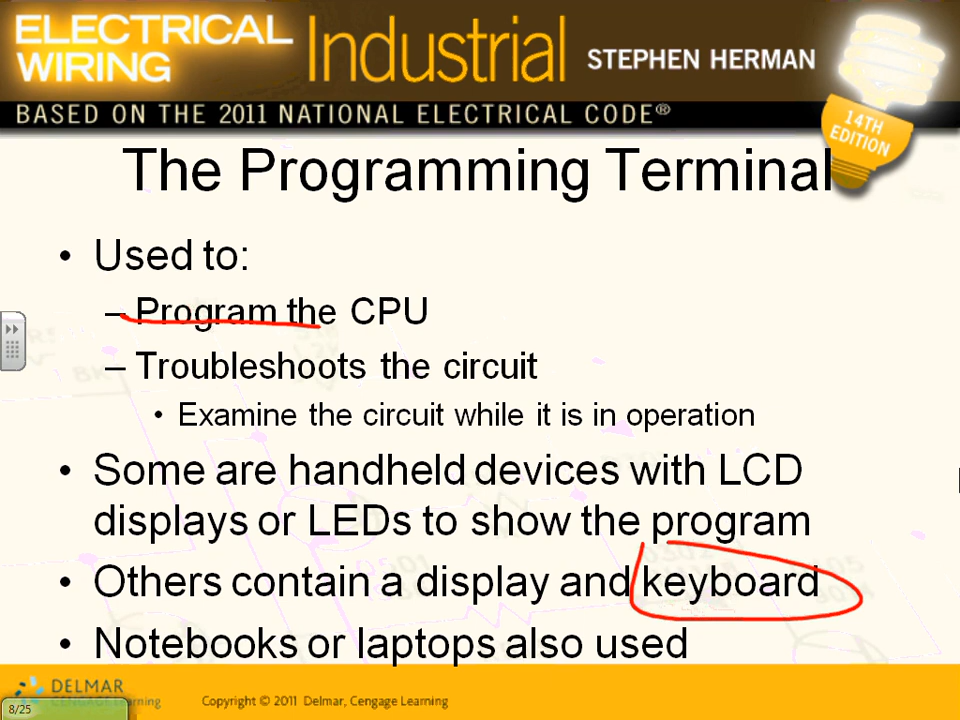 ELECTRICAL
WIRING
Industrial
STEPHEN HERMAN
BASED ON THE 2011 NATIONAL ELECTRICAL CODE®
14TH
EDITION
The Programming Terminal
• Used to:
– Program the CPU
– Troubleshoots the circuit
• Examine the circuit while it is in operation
• Some are handheld devices with LCD
displays or LEDs to show the program
• Others contain a display and keyboard
• Notebooks or laptops also used
DELMAR
CENGAGE Learning
Copyright © 2011 Delmar, Cengage Learning
8/25